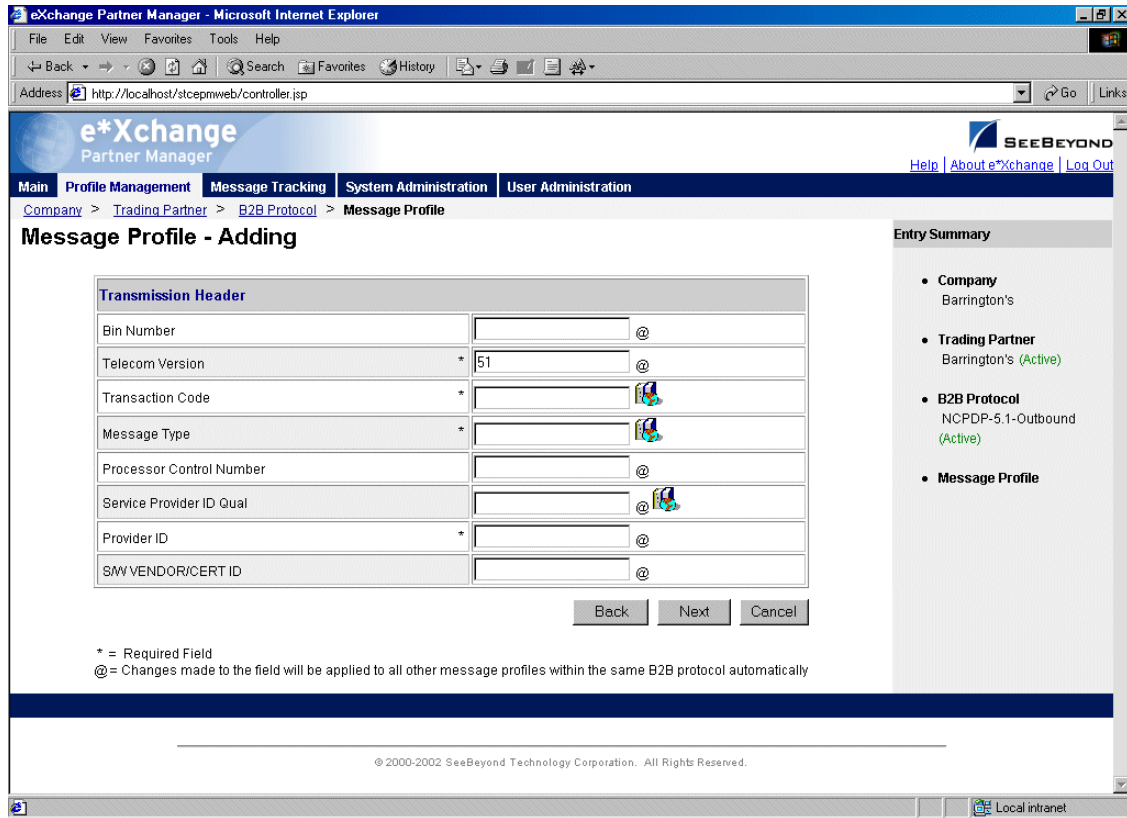 eXchange Partner Manager - Microsoft Internet Explorer
File Edit View Favorites Tools Help
Back Search Favorites History
Address http://localhost/stcepmweb/controller.jsp Go Links
e*Xchange
Partner Manager
SEEBEYOND
Help | About e*Xchange | Log Out
Main Profile Management Message Tracking System Administration User Administration
Company > Trading Partner > B2B Protocol > Message Profile
Message Profile - Adding
Transmission Header
Bin Number @
Telecom Version * 51 @
Transaction Code *
Message Type *
Processor Control Number @
Service Provider ID Qual @
Provider ID * @
S/W VENDOR/CERT ID @
Back Next Cancel
* = Required Field
@ = Changes made to the field will be applied to all other message profiles within the same B2B protocol automatically
Entry Summary
• Company
Barrington's
• Trading Partner
Barrington's (Active)
• B2B Protocol
NCPDP-5.1-Outbound
(Active)
• Message Profile
© 2000-2002 SeeBeyond Technology Corporation. All Rights Reserved.
Local intranet